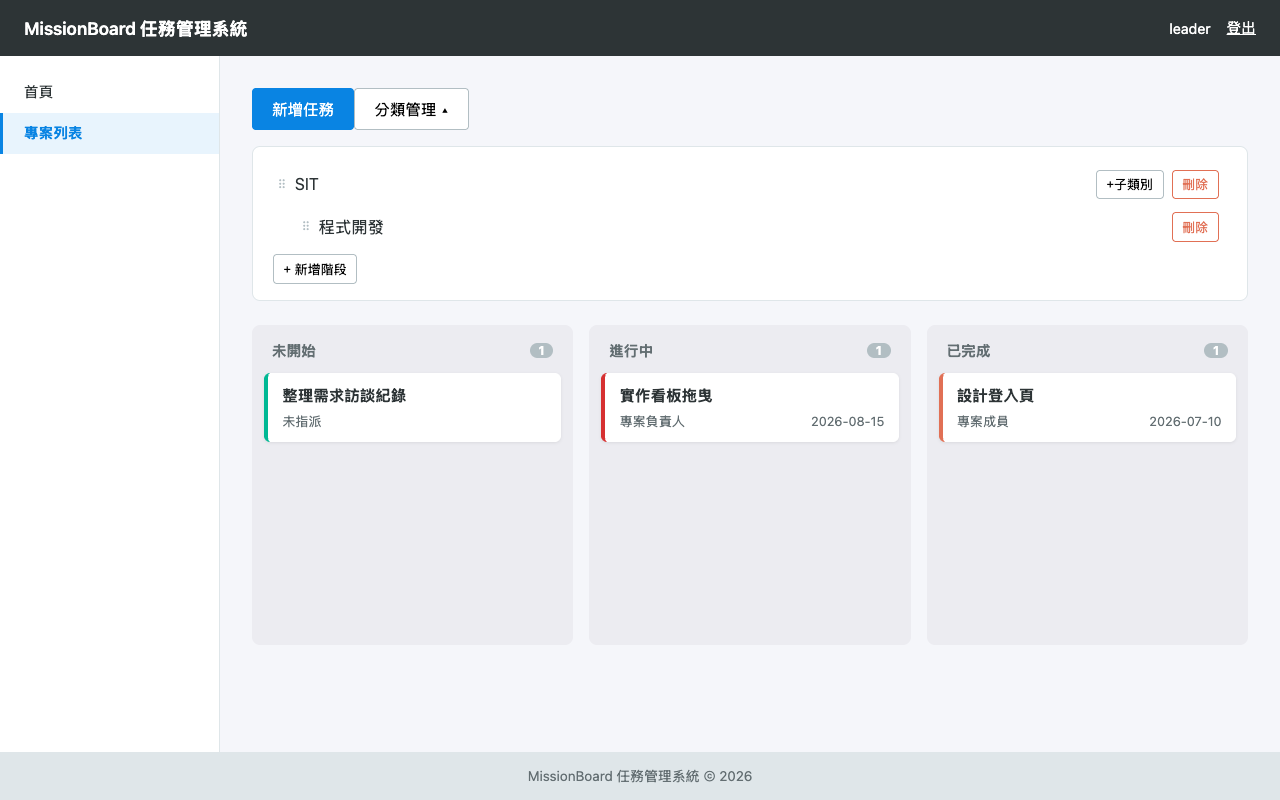 MissionBoard 任務管理系統
leader 登出
首頁
專案列表
新增任務 分類管理 ▴
⠿ SIT +子類別 刪除
⠿ 程式開發 刪除
+ 新增階段
未開始 1
整理需求訪談紀錄
未指派
進行中 1
實作看板拖曳
專案負責人 2026-08-15
已完成 1
設計登入頁
專案成員 2026-07-10
MissionBoard 任務管理系統 © 2026